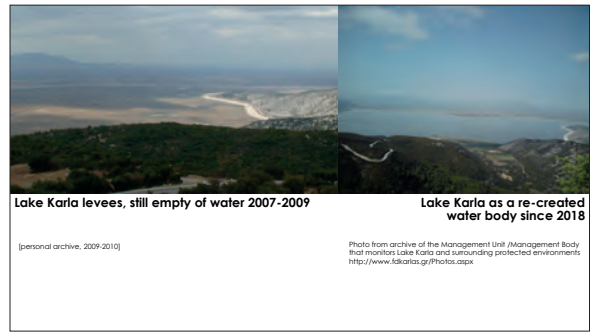 Lake Karla levees, still empty of water 2007-2009
[personal archive, 2009-2010]
Lake Karla as a re-created
water body since 2018
Photo from archive of the Management Unit /Management Body
that monitors Lake Karla and surrounding protected environments
http://www.fdkarlas.gr/Photos.aspx